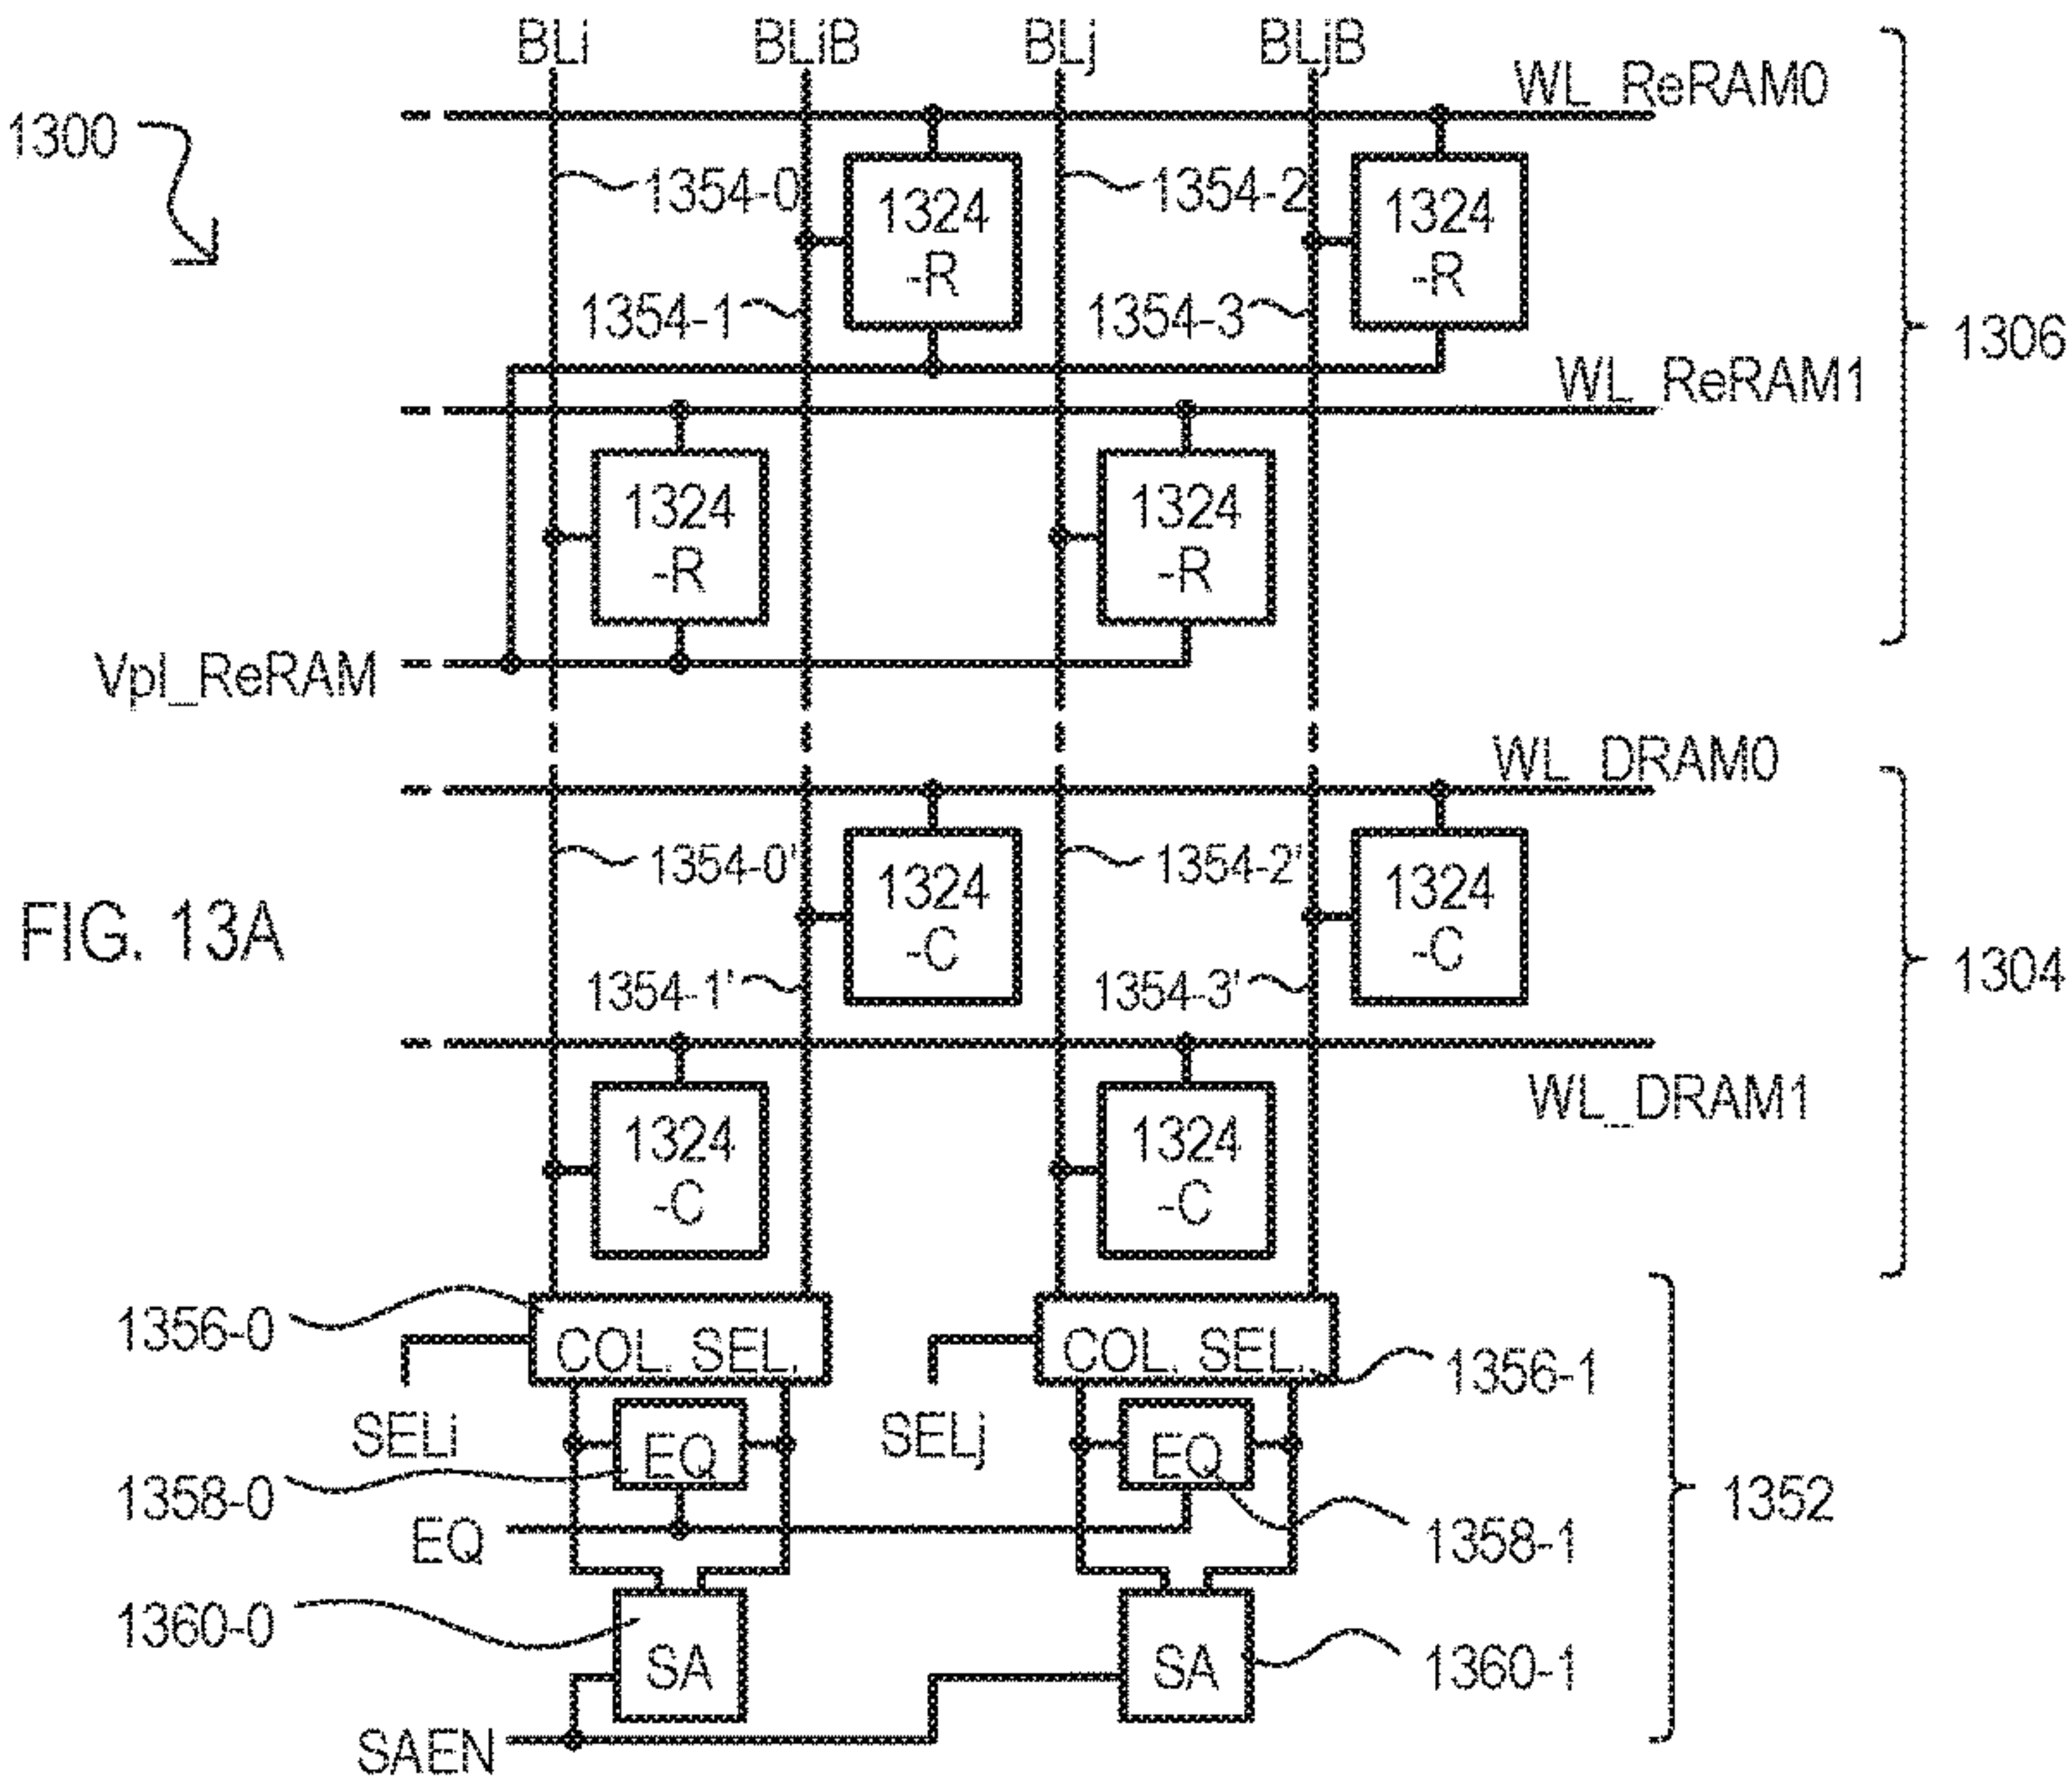 BLi BLiB BLj BLjB
WL_ReRAM0
1300
1354-0 1324 1354-2 1324
-R -R
1354-1 1354-3
1306
WL_ReRAM1
1324 1324
-R -R
Vpl_ReRAM
WL_DRAM0
1354-0' 1324 1354-2' 1324
FIG. 13A
-C -C
1354-1' 1354-3'
1304
WL_DRAM1
1324 1324
-C -C
1356-0 COL. SEL. COL. SEL. 1356-1
SELi EQ SELj EQ
1358-0 1352
EQ 1358-1
1360-0 SA SA 1360-1
SAEN